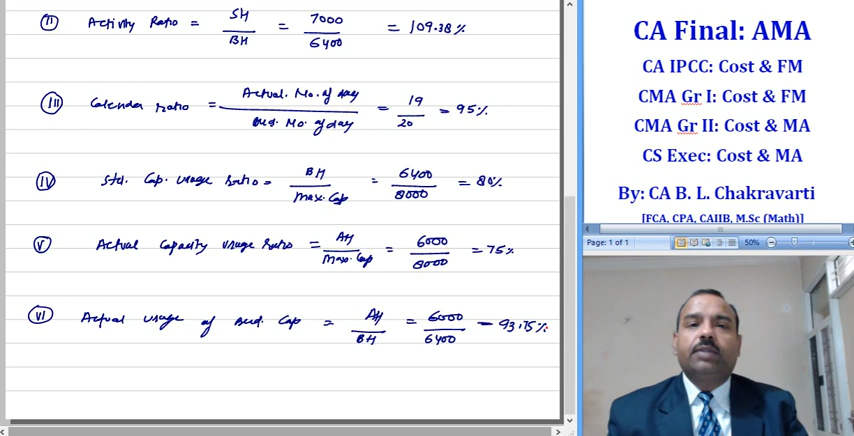 (II) Activity Ratio = SH / BH = 7000 / 6400 = 109.38%
(III) Calendar ratio = Actual. No. of day / Bud. No. of day = 19 / 20 = 95%
(IV) Std. Cap. usage ratio = BH / max. Cap = 6400 / 8000 = 80%
(V) Actual Capacity usage ratio = AH / Max. Cap = 6000 / 8000 = 75%
(VI) Actual usage of Bud. Cap = AH / BH = 6000 / 6400 = 93.75%
CA Final: AMA
CA IPCC: Cost & FM
CMA Gr I: Cost & FM
CMA Gr II: Cost & MA
CS Exec: Cost & MA
By: CA B. L. Chakravarti
[FCA, CPA, CAIIB, M.Sc (Math)]
Page: 1 of 1
50%